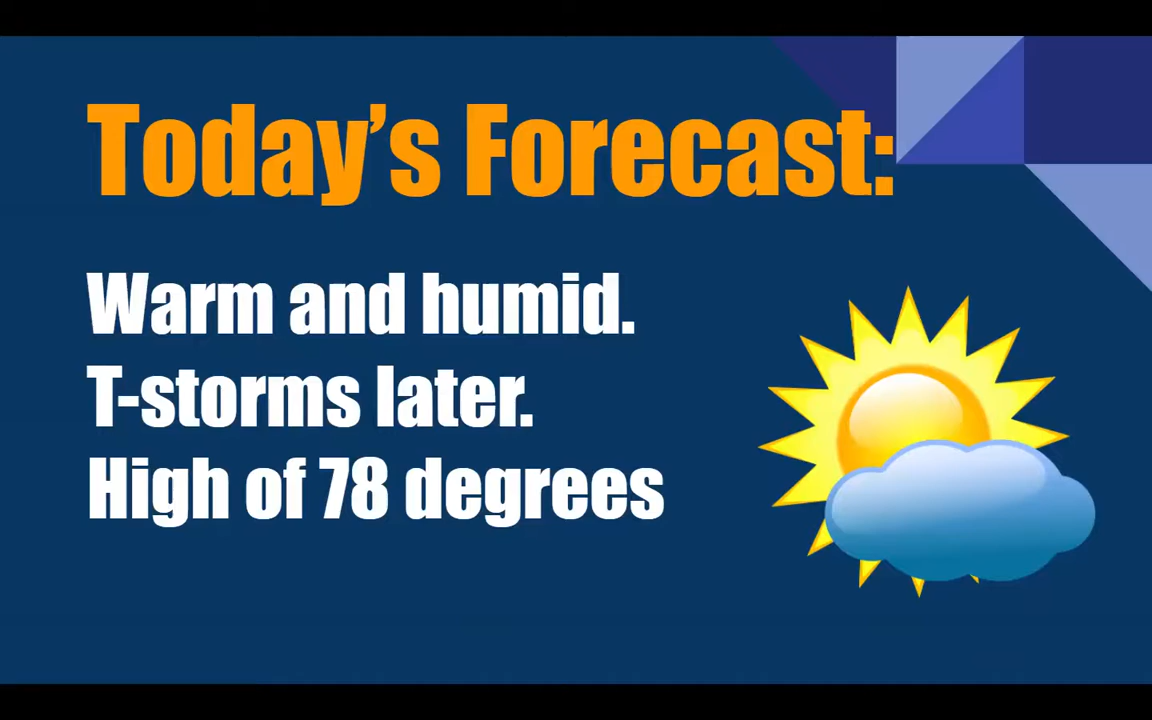 Today’s Forecast:
Warm and humid.
T-storms later.
High of 78 degrees